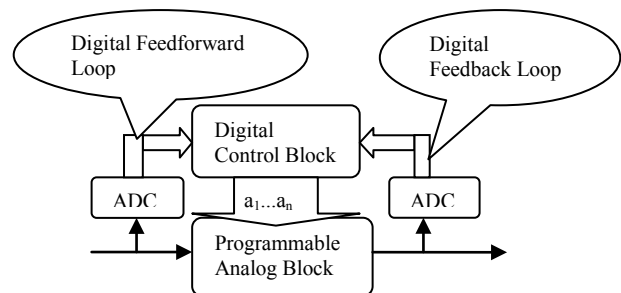 Digital Feedforward
Loop
Digital
Feedback Loop
Digital
Control Block
ADC
a₁...aₙ
ADC
Programmable
Analog Block